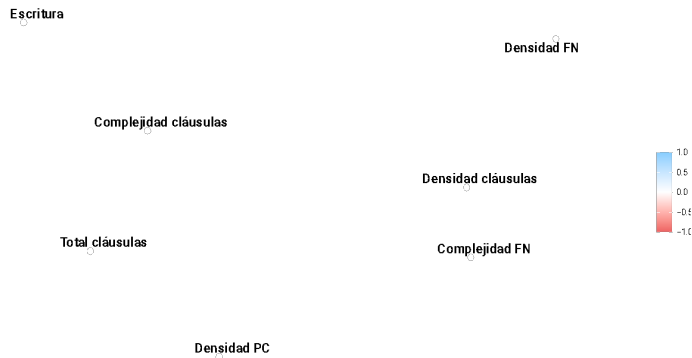 Escritura
Densidad FN
Complejidad cláusulas
Densidad cláusulas
Total cláusulas
Complejidad FN
Densidad PC
1.0
0.5
0.0
−0.5
−1.0